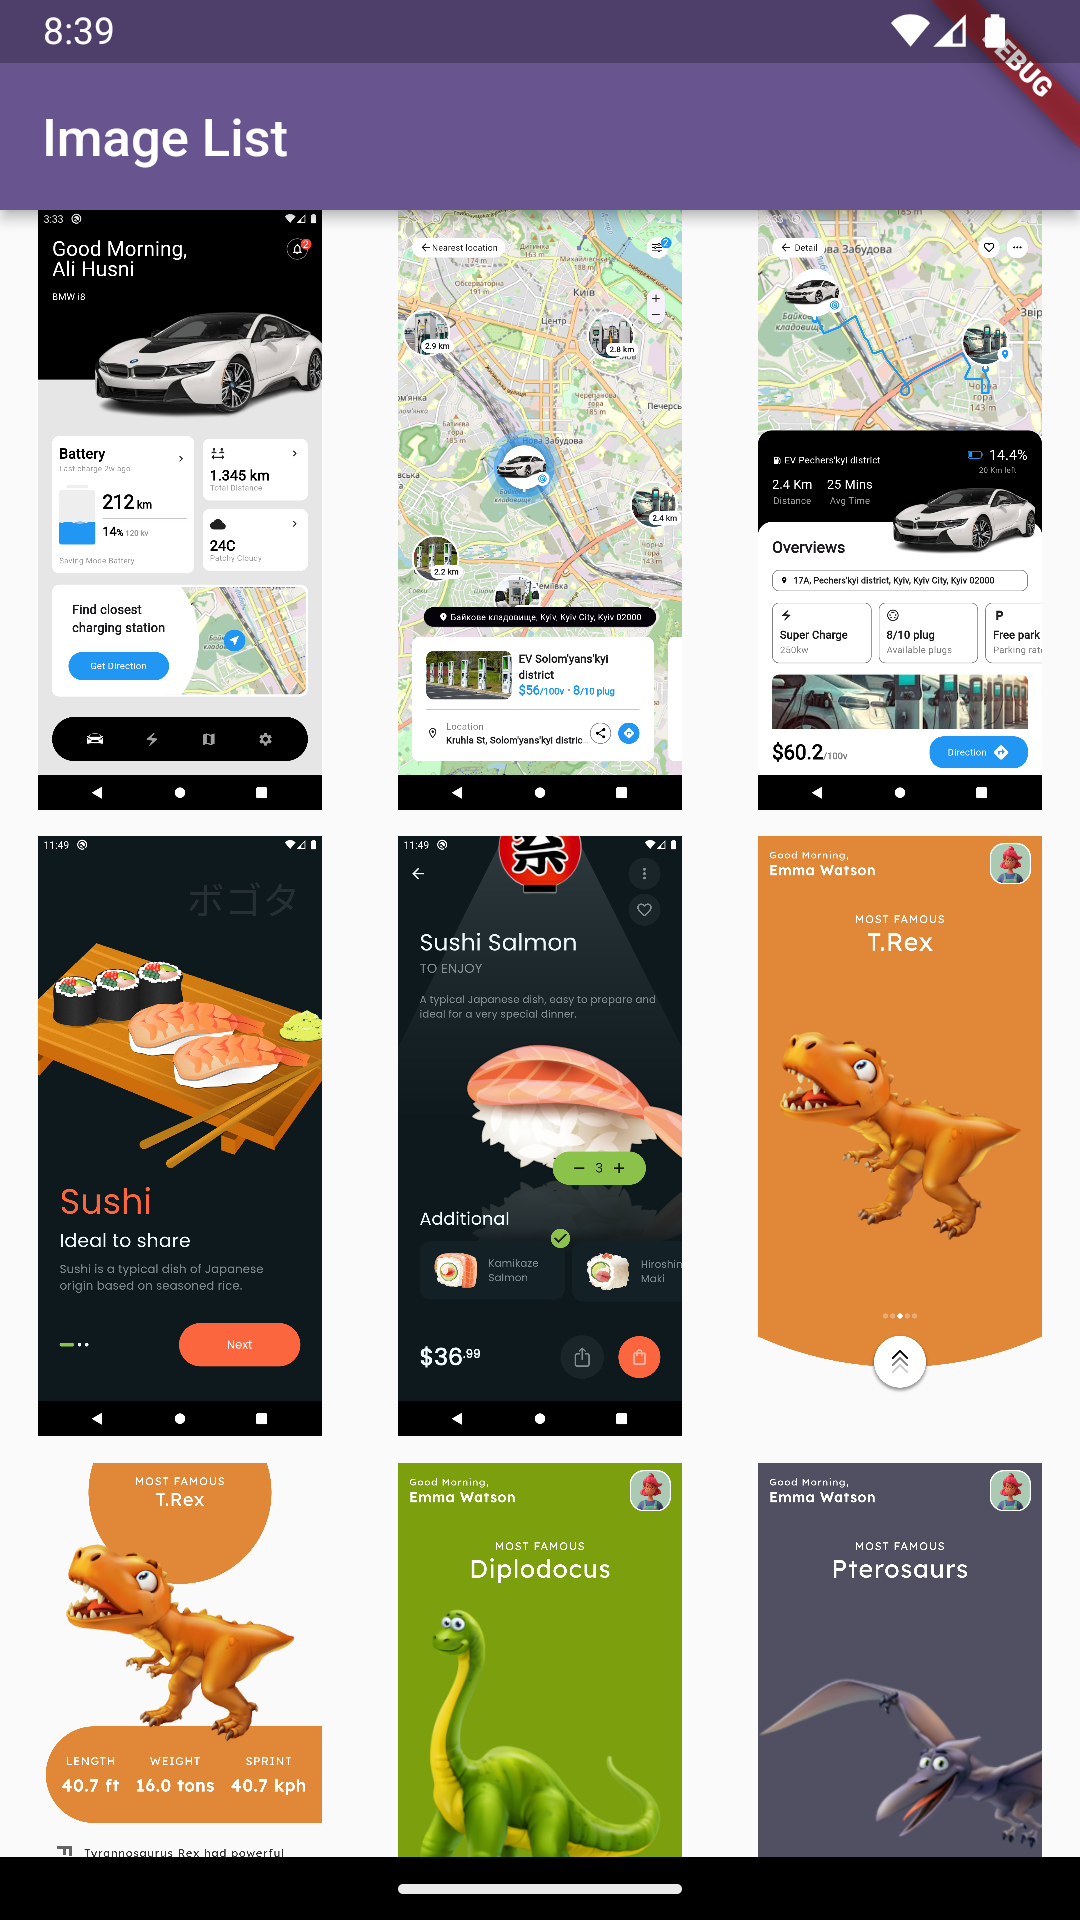 8:39
DEBUG
Image List
3:33
Good Morning,
Ali Husni
BMW i8
Battery
Last charge 2w ago
212 km
14% 120 kv
Saving Mode Battery
1.345 km
Total Distance
24C
Patchy Cloudy
Find closest
charging station
Get Direction
Nearest location
Київ
Центр
Нова Забудова
2.9 km
2.8 km
2.4 km
2.2 km
Байкове кладовище, Kyiv, Kyiv City, Kyiv 02000
EV Solom'yans'kyi
district
$56/100v · 8/10 plug
Location
Kruhla St, Solom'yans'kyi distric...
3:33
Detail
ва Забудова
EV Pechers'kyi district
14.4%
20 Km left
2.4 Km
25 Mins
Distance
Avg Time
Overviews
17A, Pechers'kyi district, Kyiv, Kyiv City, Kyiv 02000
Super Charge
250kw
8/10 plug
Available plugs
P
Free park
Parking rate
$60.2/100v
Direction
11:49
ボゴタ
Sushi
Ideal to share
Sushi is a typical dish of Japanese
origin based on seasoned rice.
Next
11:49
祭
Sushi Salmon
TO ENJOY
A typical Japanese dish, easy to prepare and
ideal for a very special dinner.
3
Additional
Kamikaze
Salmon
Hiroshin
Maki
$36.99
Good Morning,
Emma Watson
MOST FAMOUS
T.Rex
MOST FAMOUS
T.Rex
LENGTH
WEIGHT
SPRINT
40.7 ft
16.0 tons
40.7 kph
Tyrannosaurus Rex had powerful
Good Morning,
Emma Watson
MOST FAMOUS
Diplodocus
Good Morning,
Emma Watson
MOST FAMOUS
Pterosaurs